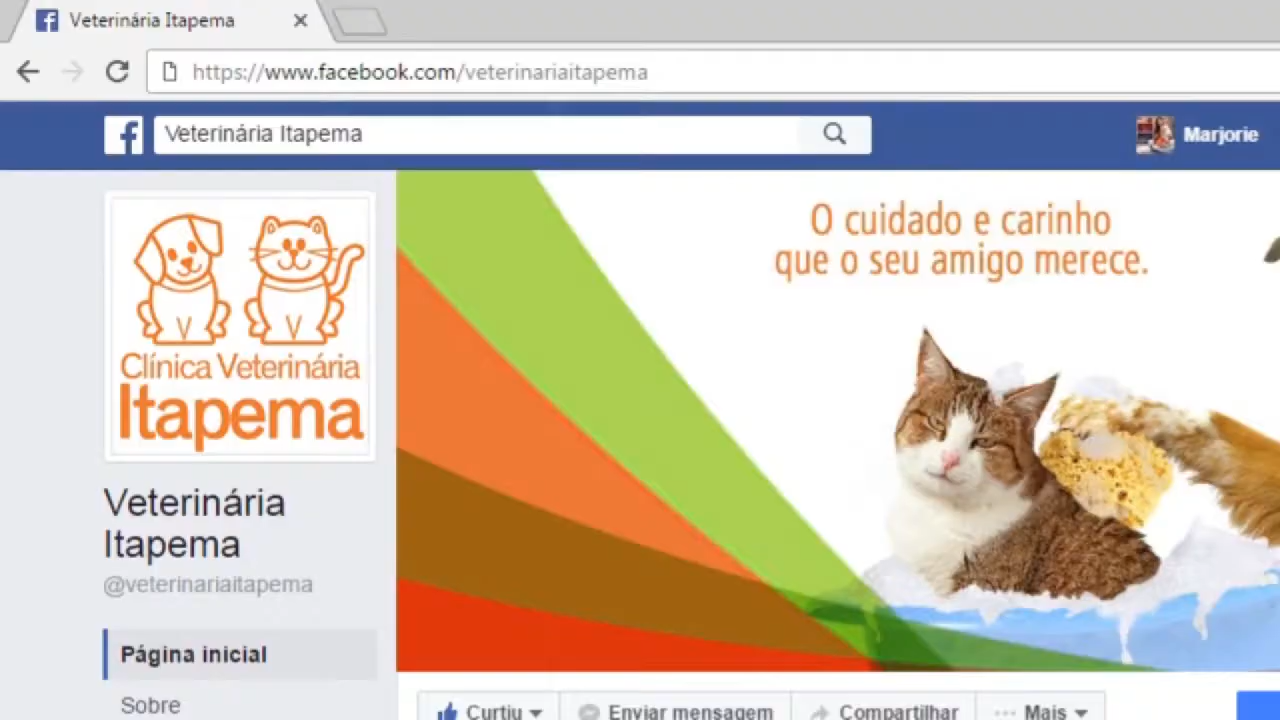 Veterinária Itapema
https://www.facebook.com/veterinariaitapema
Veterinária Itapema
Marjorie
O cuidado e carinho
que o seu amigo merece.
Clínica Veterinária
Itapema
Veterinária
Itapema
@veterinariaitapema
Página inicial
Sobre
Curtiu
Enviar mensagem
Compartilhar
Mais